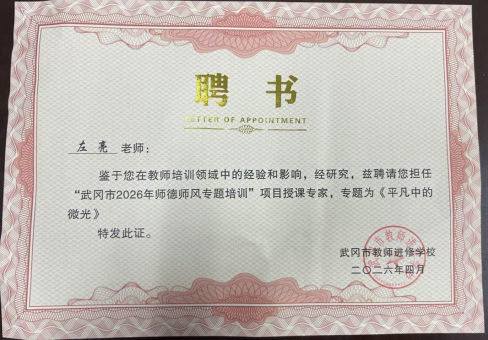 聘书
LETTER OF APPOINTMENT
左亮 老师：
鉴于您在教师培训领域中的经验和影响，经研究，兹聘请您担任
“武冈市2026年师德师风专题培训”项目授课专家，专题为《平凡中的
微光》
特发此证。
武冈市教师进修学校
二〇二六年四月